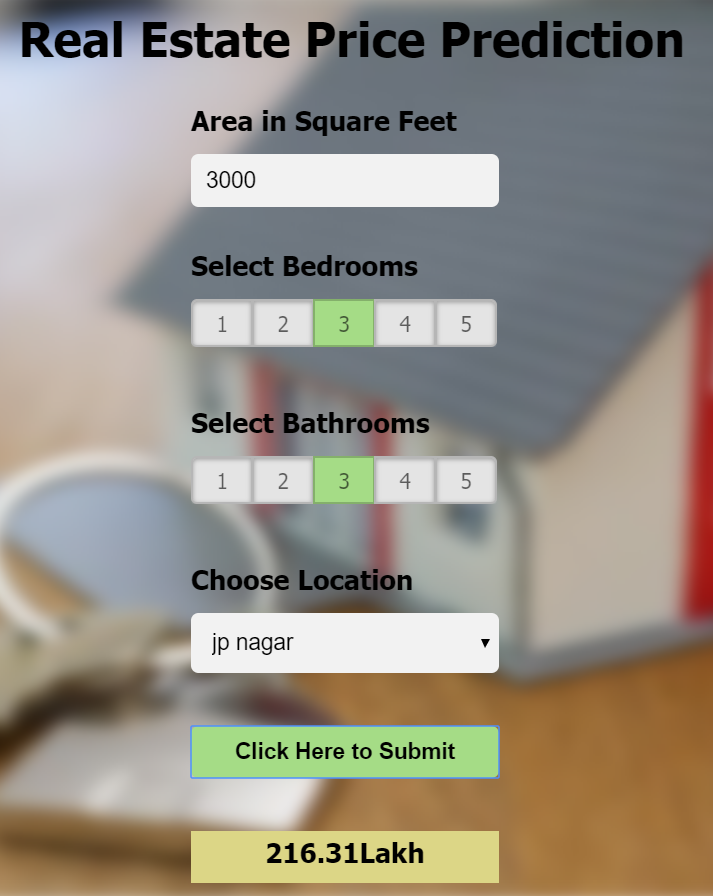 Real Estate Price Prediction
Area in Square Feet
3000
Select Bedrooms
1 2 3 4 5
Select Bathrooms
1 2 3 4 5
Choose Location
jp nagar
Click Here to Submit
216.31Lakh